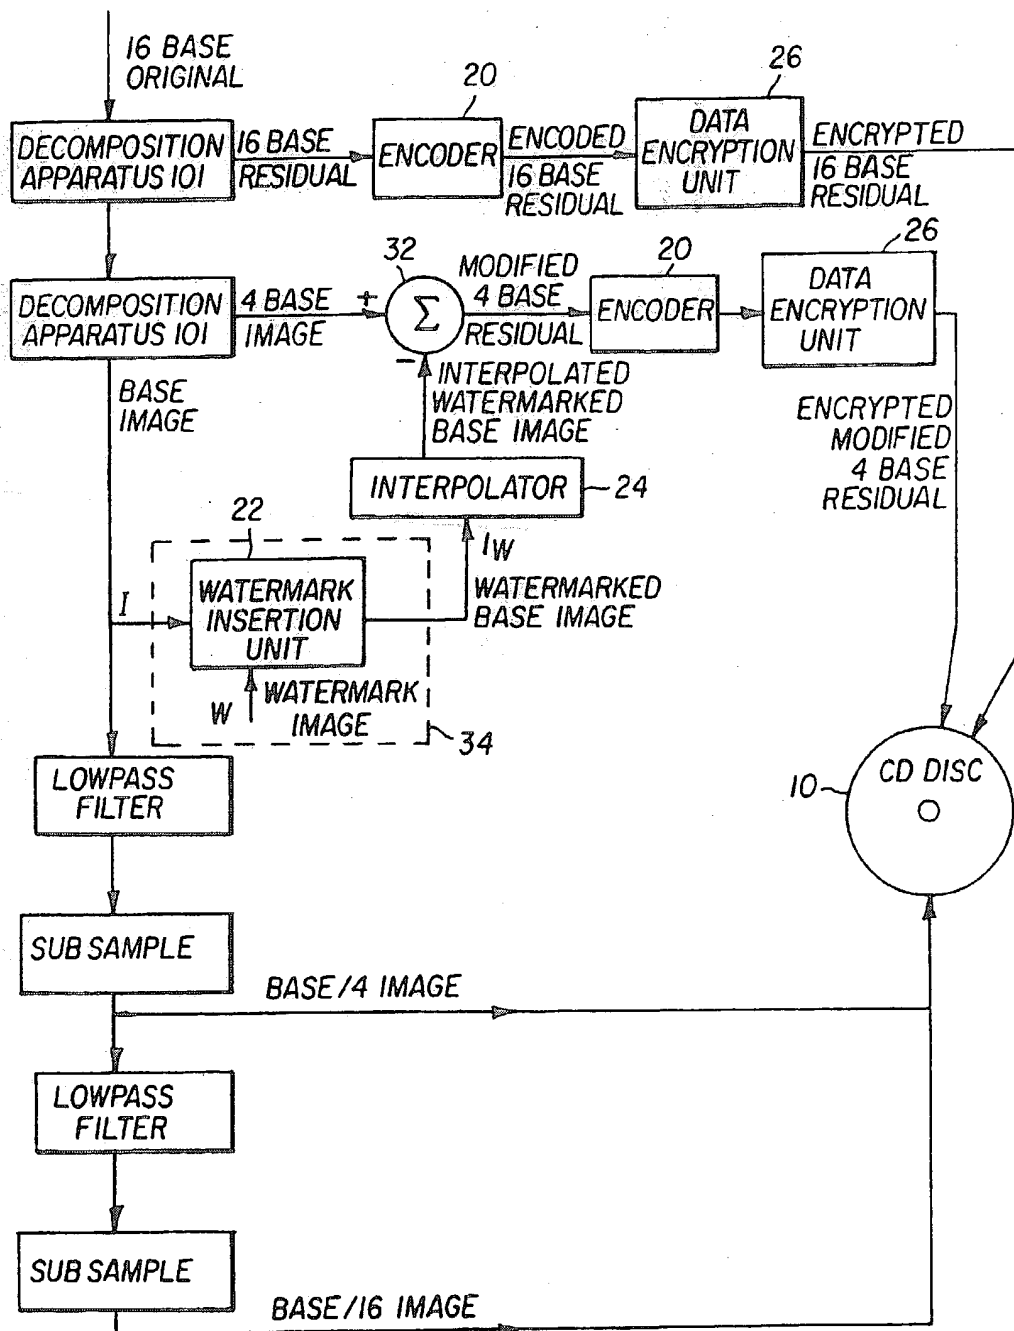 16 BASE
ORIGINAL
DECOMPOSITION
APPARATUS 101
16 BASE
RESIDUAL
20
ENCODER
ENCODED
16 BASE
RESIDUAL
26
DATA
ENCRYPTION
UNIT
ENCRYPTED
16 BASE
RESIDUAL
DECOMPOSITION
APPARATUS 101
4 BASE
IMAGE
+
32
Σ
−
MODIFIED
4 BASE
RESIDUAL
20
ENCODER
26
DATA
ENCRYPTION
UNIT
BASE
IMAGE
INTERPOLATED
WATERMARKED
BASE IMAGE
ENCRYPTED
MODIFIED
4 BASE
RESIDUAL
INTERPOLATOR
24
22
IW
WATERMARKED
BASE IMAGE
I
WATERMARK
INSERTION
UNIT
W
WATERMARK
IMAGE
34
LOWPASS
FILTER
10
CD DISC
SUB SAMPLE
BASE/4 IMAGE
LOWPASS
FILTER
SUB SAMPLE
BASE/16 IMAGE